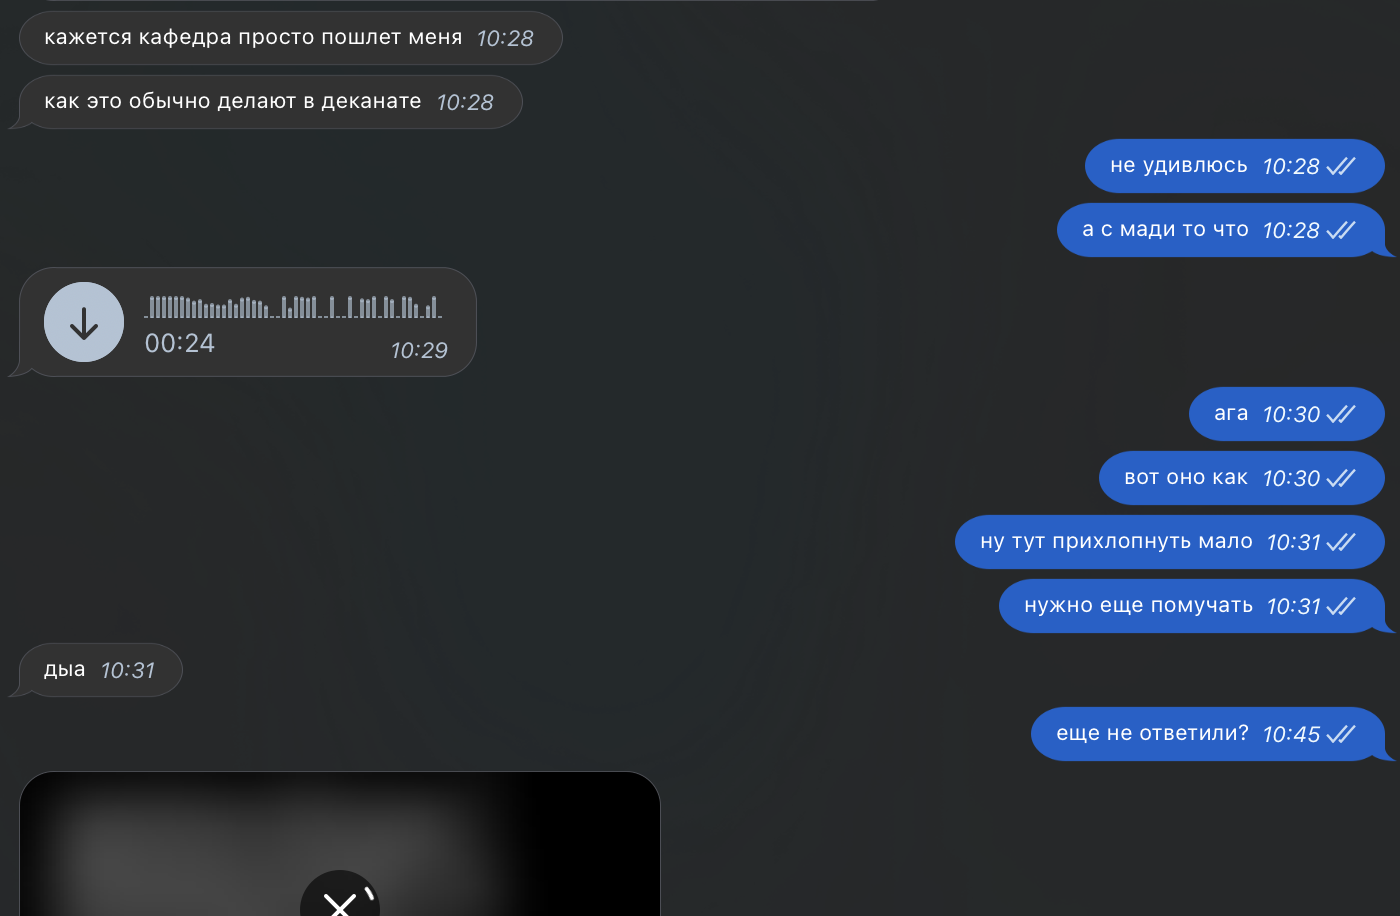 кажется кафедра просто пошлет меня 10:28
как это обычно делают в деканате 10:28
не удивлюсь 10:28
а с мади то что 10:28
00:24
10:29
ага 10:30
вот оно как 10:30
ну тут прихлопнуть мало 10:31
нужно еще помучать 10:31
дыа 10:31
еще не ответили? 10:45